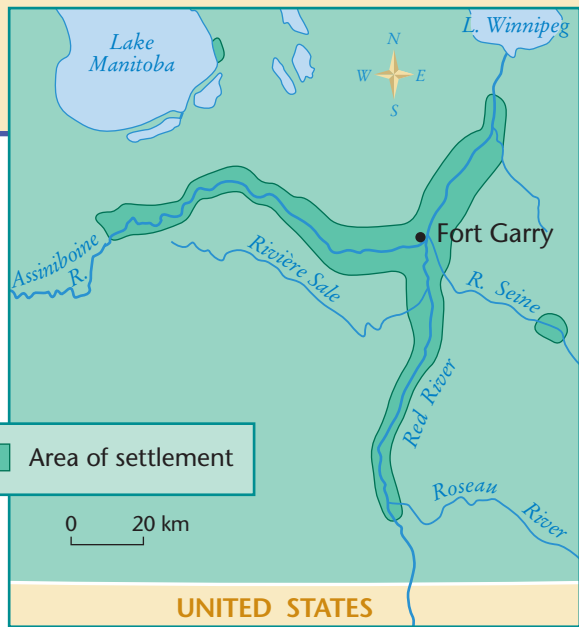 Lake
Manitoba
L. Winnipeg
N
W
E
S
Fort Garry
Assiniboine
R.
Rivière Sale
R. Seine
Red River
Area of settlement
Roseau
River
0 20 km
UNITED STATES